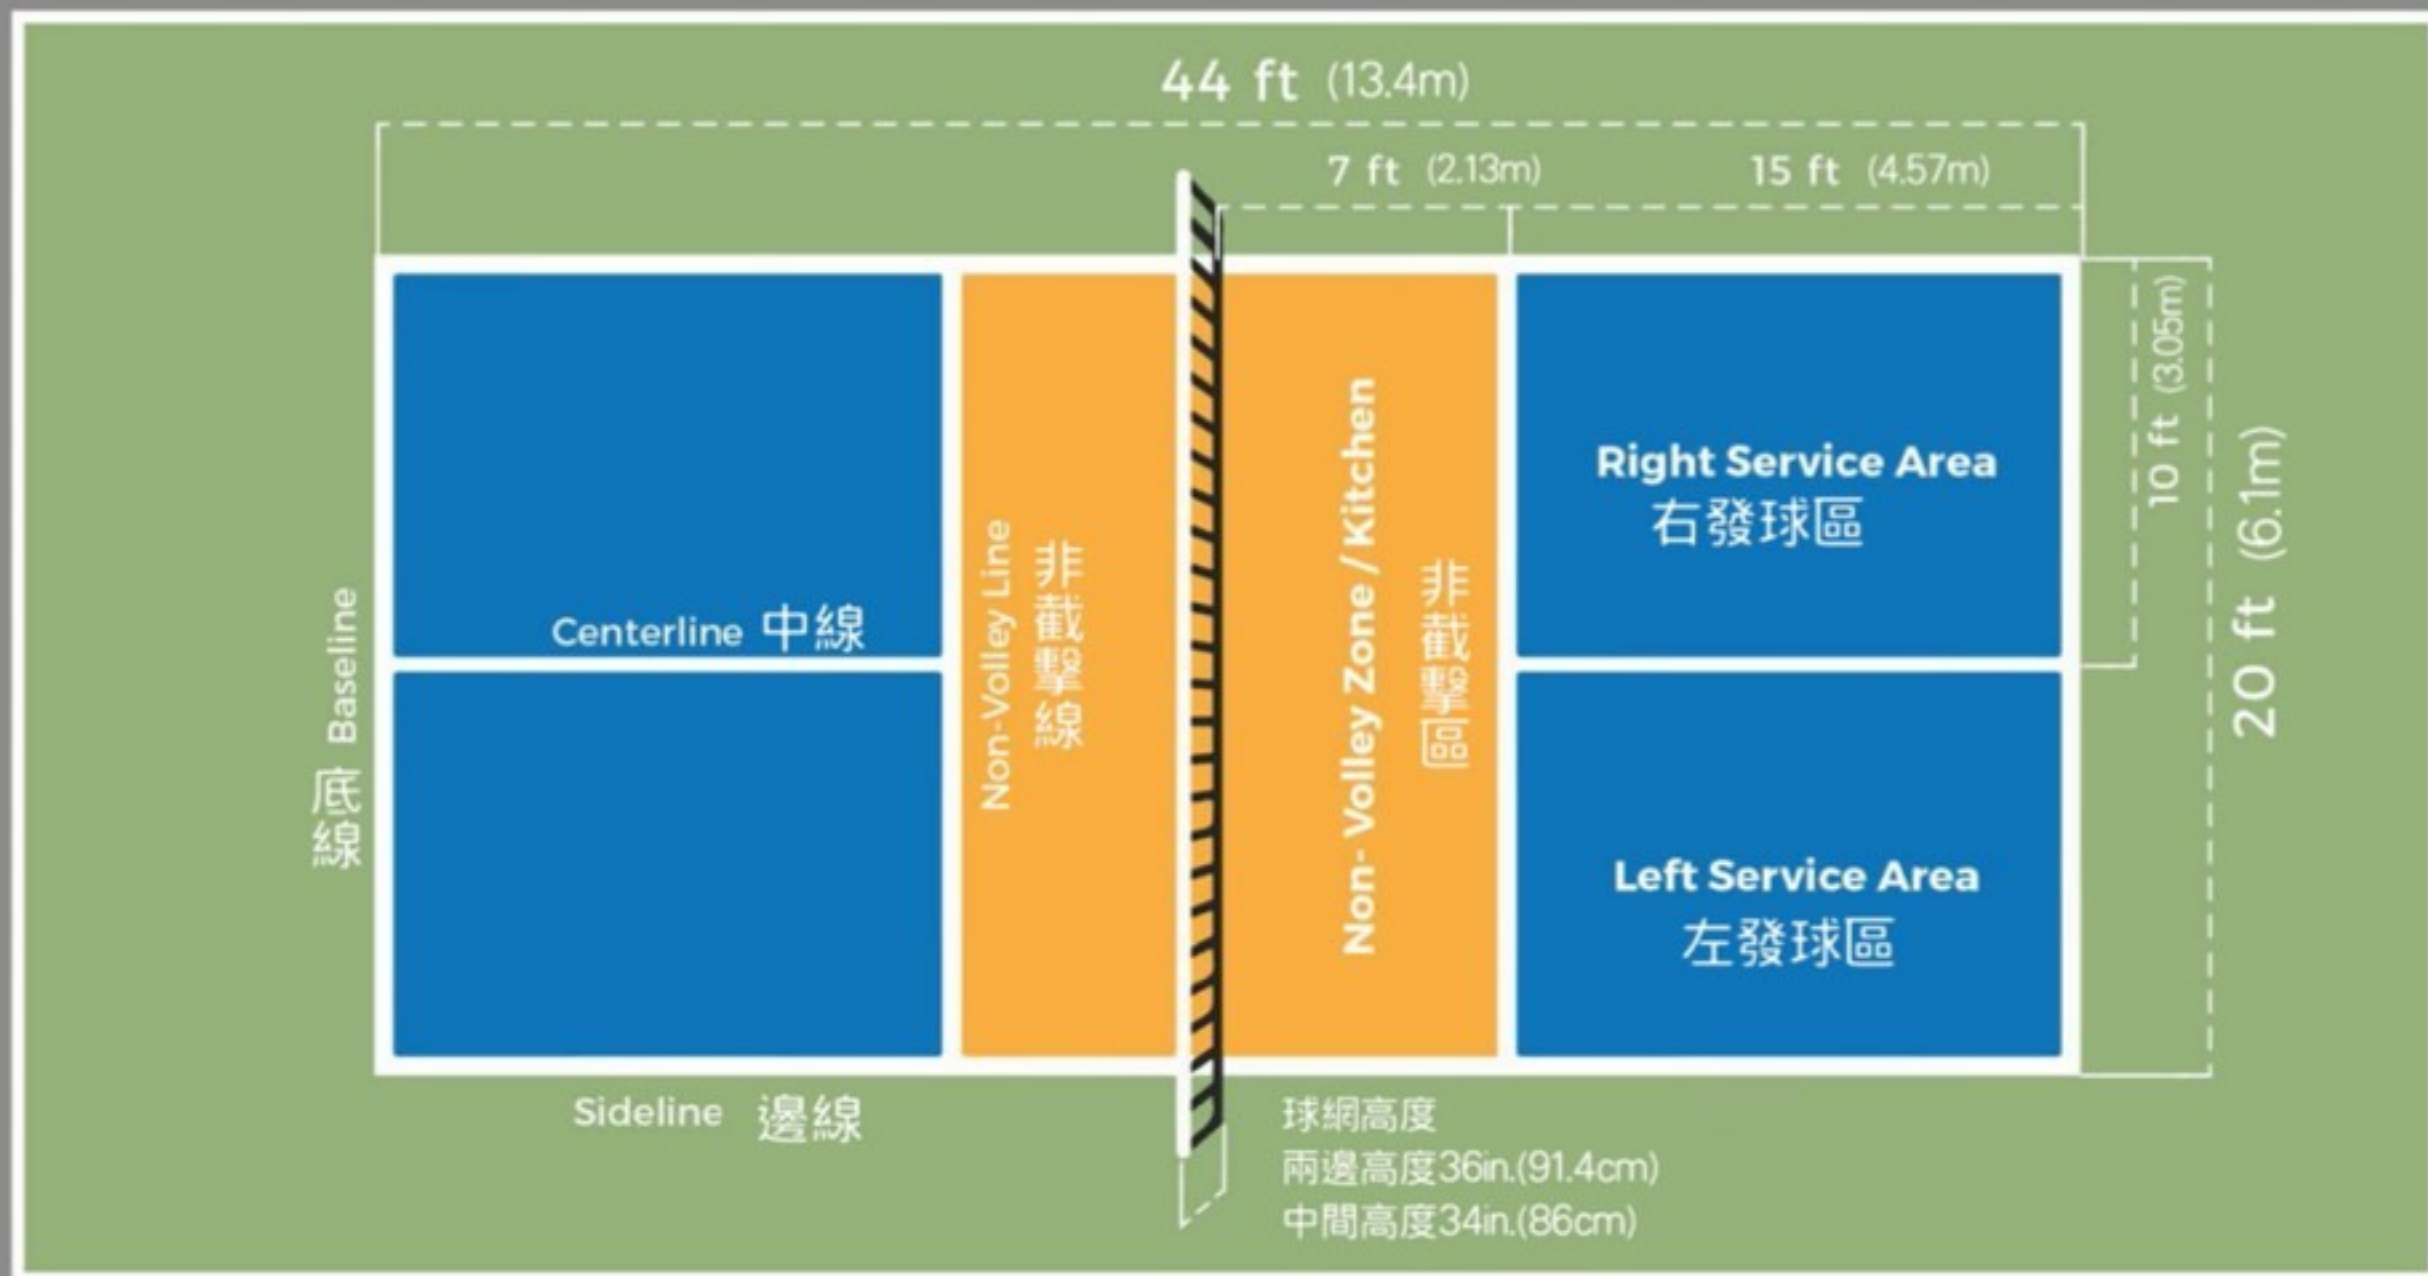 44 ft (13.4m)
7 ft (2.13m)
15 ft (4.57m)
底線 Baseline
Centerline 中線
Non-Volley Line
非截擊線
Non- Volley Zone / Kitchen
非截擊區
Right Service Area
右發球區
Left Service Area
左發球區
10 ft (3.05m)
20 ft (6.1m)
Sideline 邊線
球網高度
兩邊高度36in.(91.4cm)
中間高度34in.(86cm)